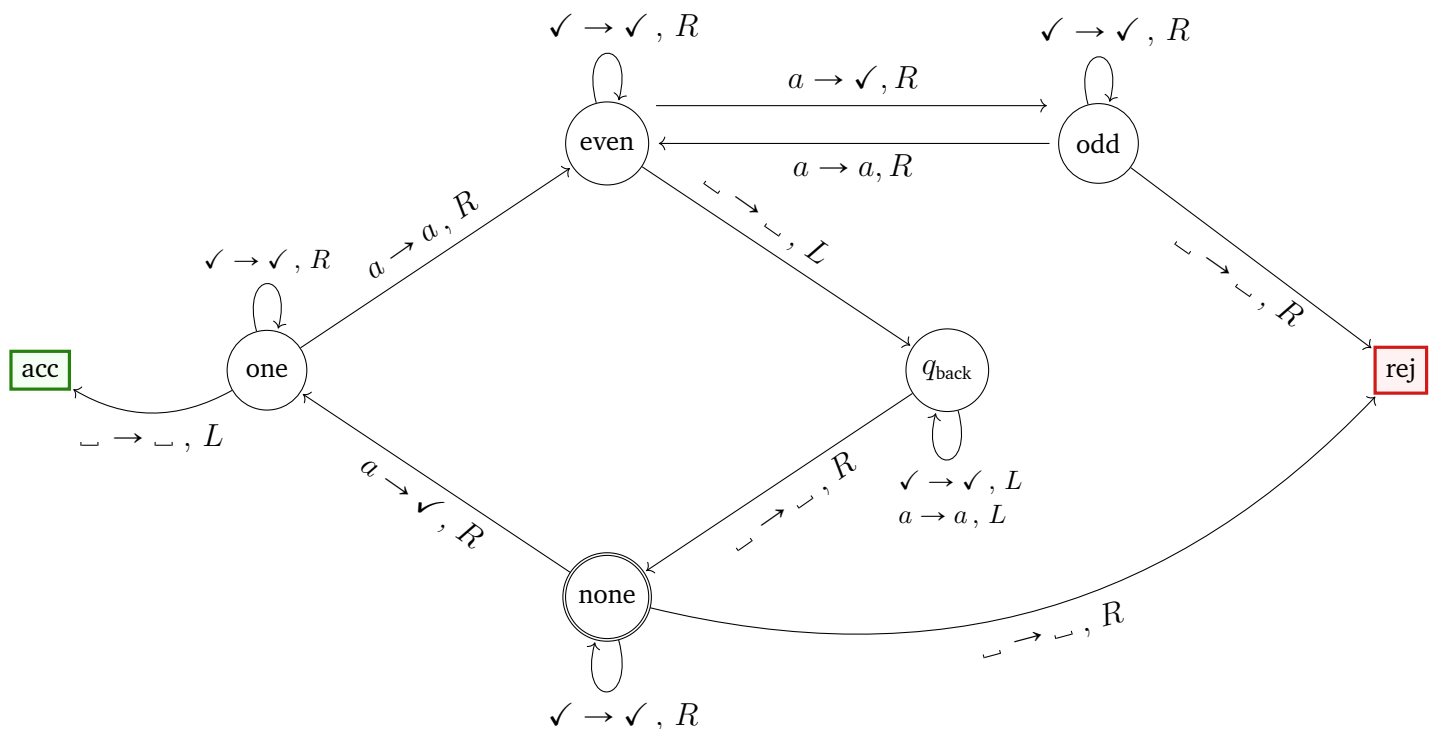 ✓ → ✓ , R
✓ → ✓ , R
a → ✓, R
even
odd
a → a, R
a → a , R
␣ → ␣ , L
✓ → ✓ , R
␣ → ␣ , R
acc
one
q_back
rej
␣ → ␣ , L
a → ✓, R
␣ → ␣ , R
✓ → ✓ , L
a → a , L
none
␣ → ␣ , R
✓ → ✓ , R